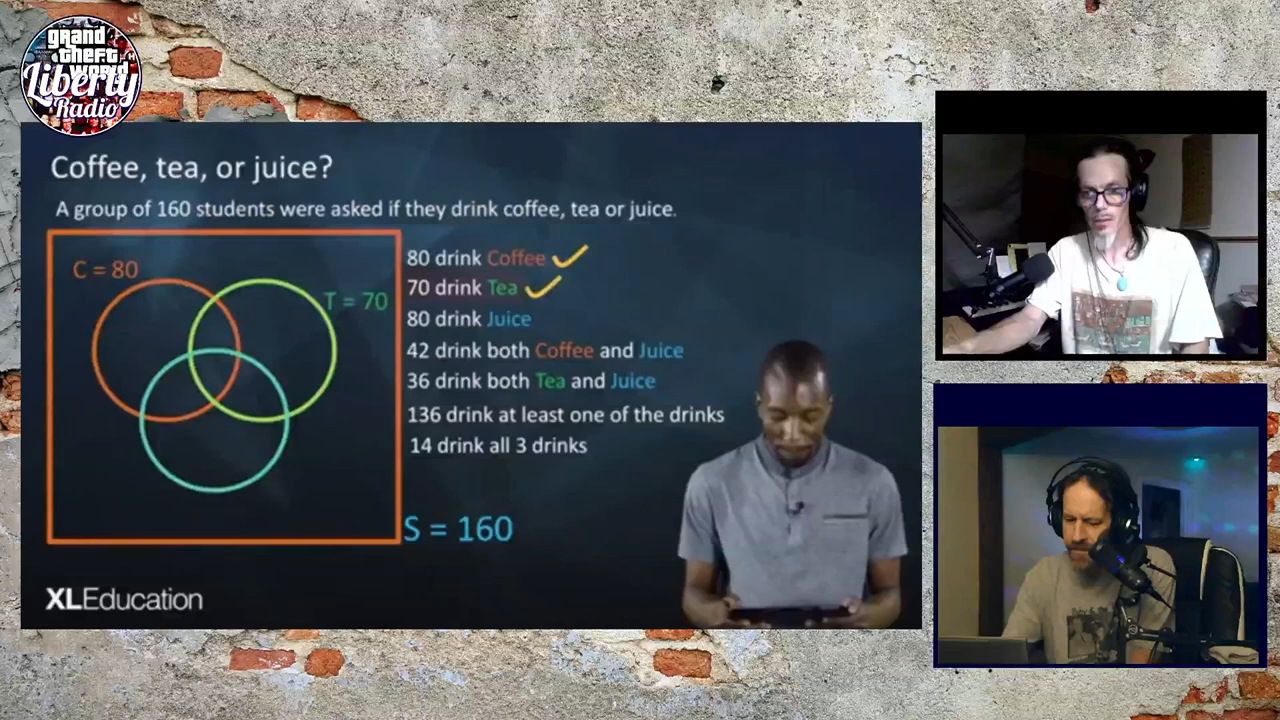 grand
theft
world
Liberty
Radio
Coffee, tea, or juice?
A group of 160 students were asked if they drink coffee, tea or juice.
C = 80
T = 70
80 drink Coffee
70 drink Tea
80 drink Juice
42 drink both Coffee and Juice
36 drink both Tea and Juice
136 drink at least one of the drinks
14 drink all 3 drinks
S = 160
XLEducation